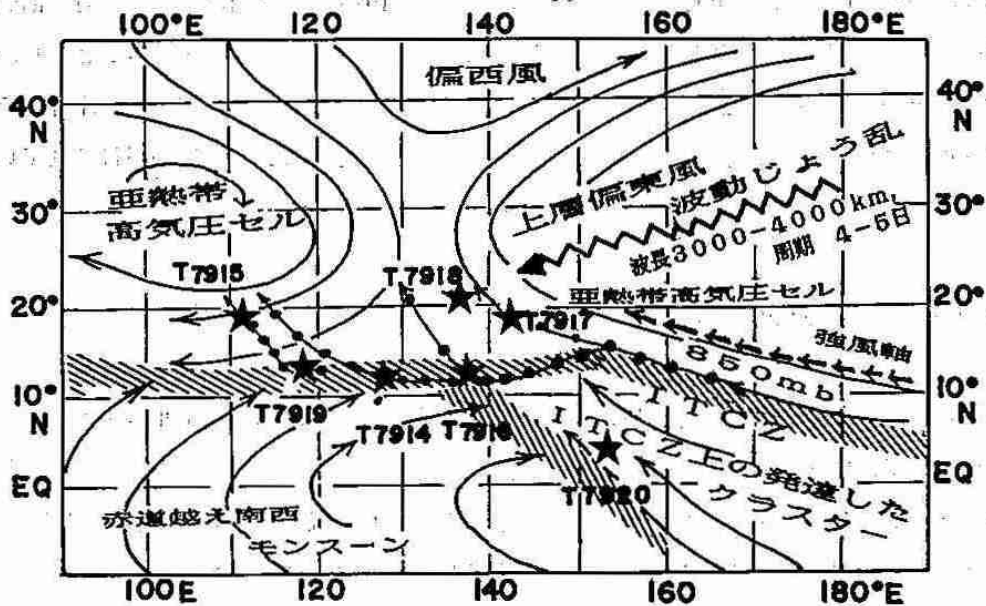 100°E 120 140 160 180°E
偏西風
40° N
40° N
亜熱帯
高気圧セル
上層偏東風
波動じょう乱
波長3000-4000km,
周期 4-5日
30°
30°
T7915
T7918
亜熱帯高気圧セル
20°
20°
T7917
強風軸
850mb
10° N
10° N
ITCZ
T7919
T7914 T7916
ITCZ上の発達した
クラスター
EQ
EQ
T7920
赤道越え南西
モンスーン
100°E 120 140 160 180°E